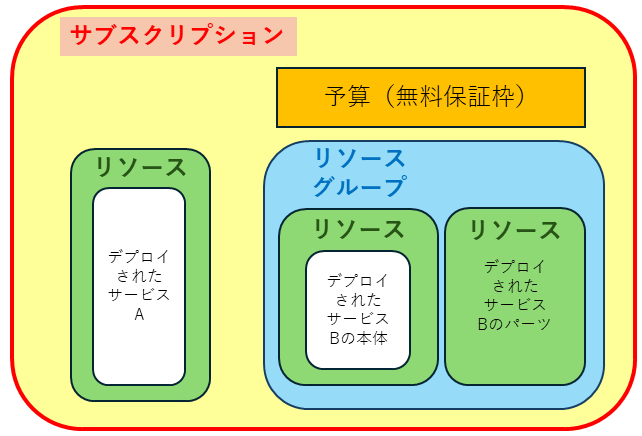 サブスクリプション
予算（無料保証枠）
リソース
デプロイ
された
サービス
A
リソース
グループ
リソース
デプロイ
された
サービス
Bの本体
リソース
デプロイ
された
サービス
Bのパーツ